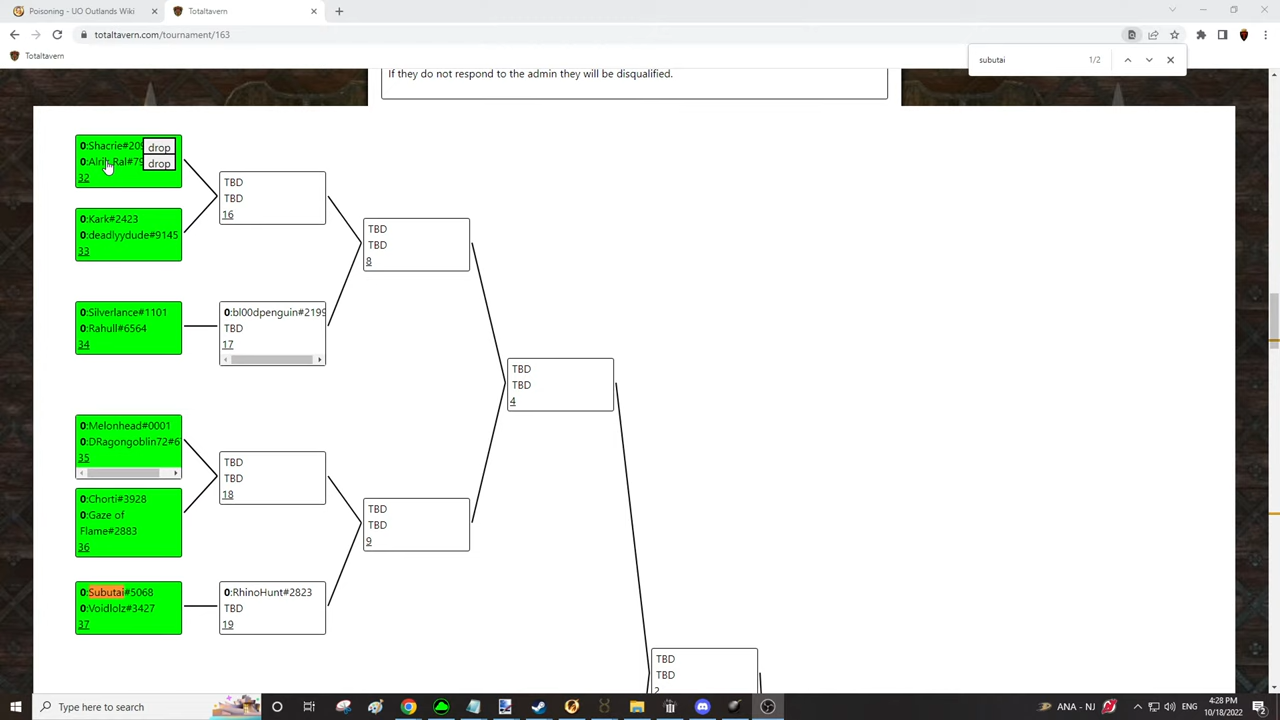 Poisoning - UO Outlands Wiki
Totaltavern
totaltavern.com/tournament/163
Totaltavern
subutai
1/2
If they do not respond to the admin they will be disqualified.
0:Shacrie#209
drop
drop
32
0:Kark#2423
0:deadlyydude#9145
33
TBD
TBD
16
TBD
TBD
8
0:Silverlance#1101
0:Rahull#6564
34
0:bl00dpenguin#2199
TBD
17
TBD
TBD
4
0:Melonhead#0001
0:DRagongoblin72#6
35
0:Chorti#3928
0:Gaze of
Flame#2883
36
TBD
TBD
18
TBD
TBD
9
0:Subutai#5068
0:Voidlolz#3427
37
0:RhinoHunt#2823
TBD
19
TBD
TBD
2
Type here to search
ANA - NJ
ENG
4:28 PM
10/18/2022
2